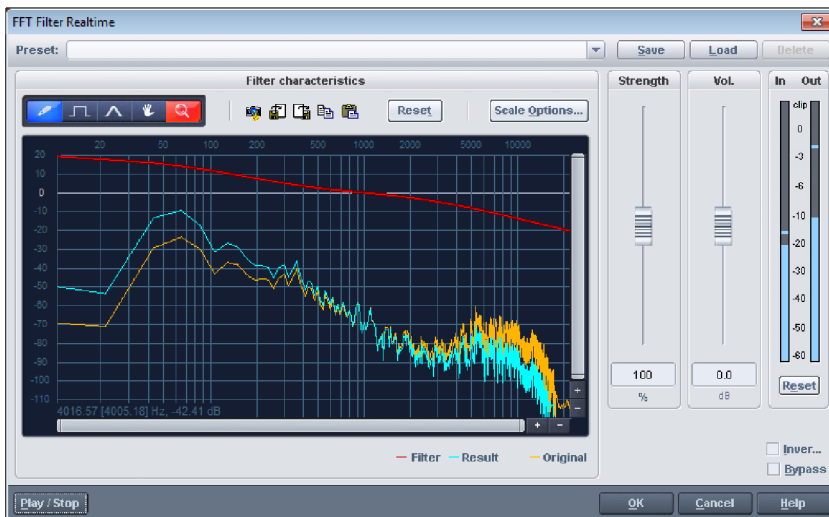 FFT Filter Realtime
Preset:
Save
Load
Delete
Filter characteristics
Strength
Vol.
In Out
Reset
Scale Options...
20 50 100 200 500 1000 2000 5000 10000
20
10
0
-10
-20
-30
-40
-50
-60
-70
-80
-90
-100
-110
4016.57 [4005.18] Hz, -42.41 dB
+ -
+
-
Filter Result Original
100
%
0.0
dB
clip
0
-3
-6
-10
-20
-30
-40
-50
-60
Reset
Inver...
Bypass
Play / Stop
OK
Cancel
Help